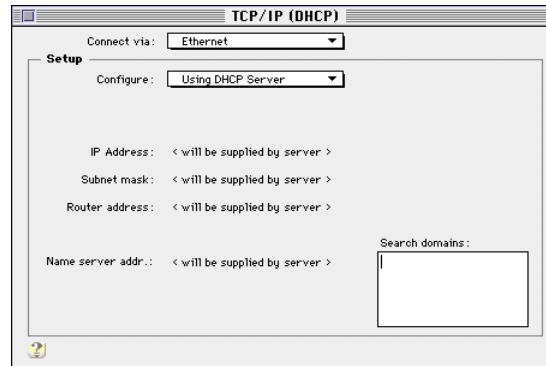 TCP/IP (DHCP)
Connect via: Ethernet
Setup
Configure: Using DHCP Server
IP Address: < will be supplied by server >
Subnet mask: < will be supplied by server >
Router address: < will be supplied by server >
Search domains:
Name server addr.: < will be supplied by server >
?